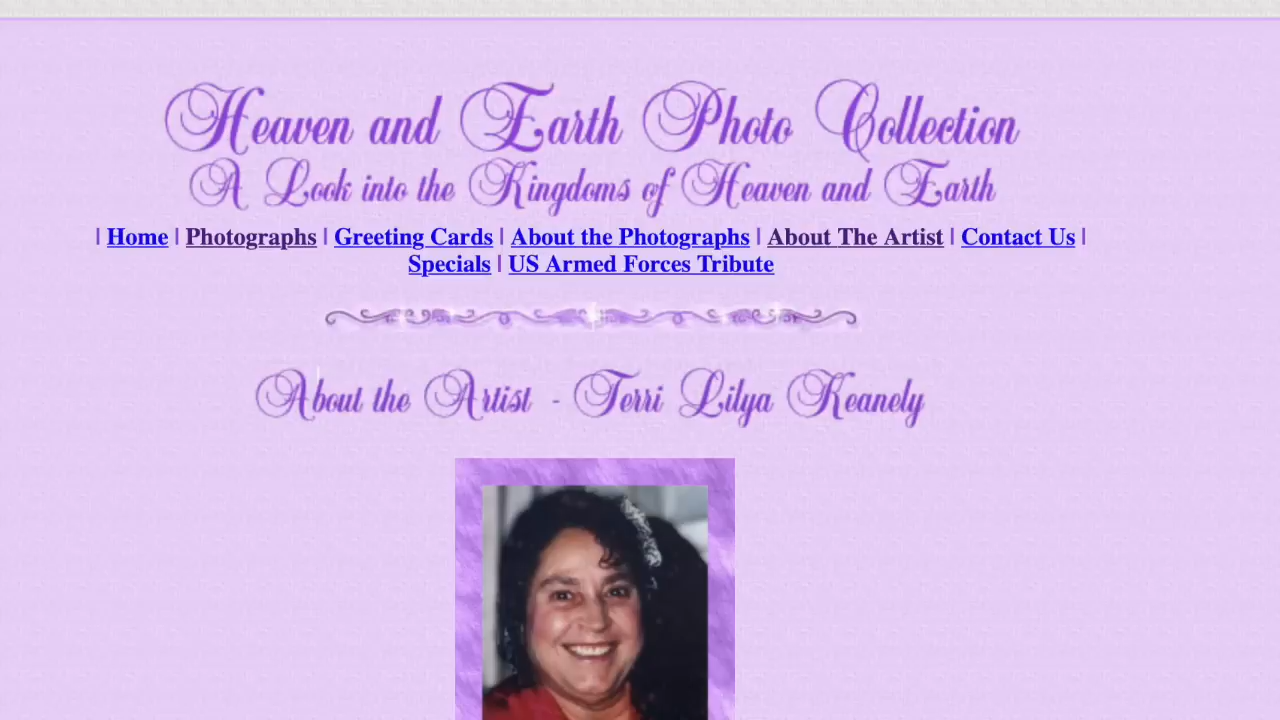 Heaven and Earth Photo Collection
A Look into the Kingdoms of Heaven and Earth
| Home | Photographs | Greeting Cards | About the Photographs | About The Artist | Contact Us |
Specials | US Armed Forces Tribute
About the Artist - Terri Lilya Keanely